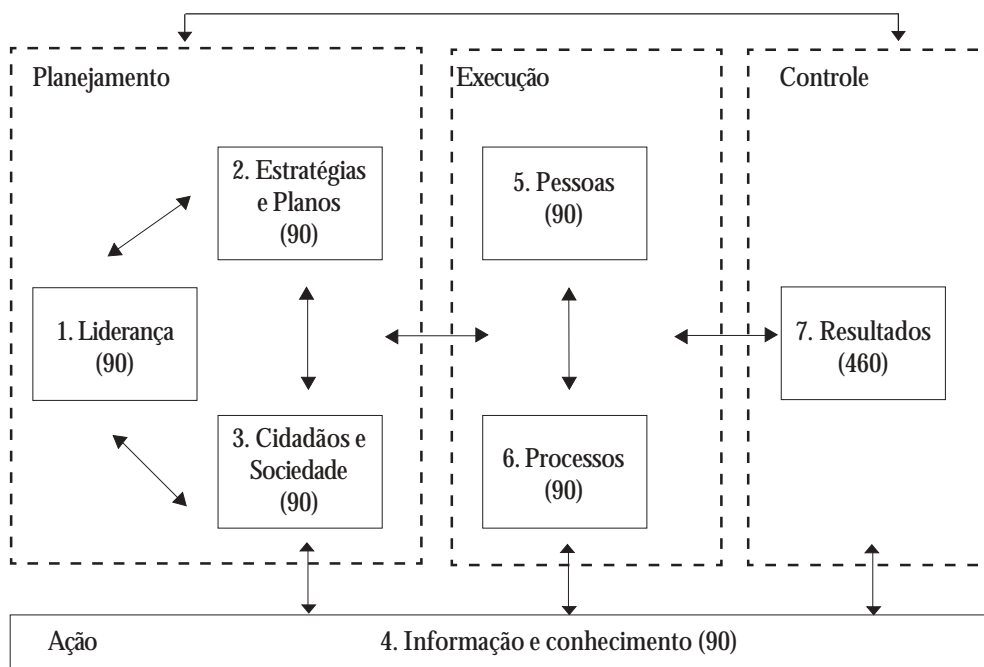 Planejamento
Execução
Controle
2. Estratégias
e Planos
(90)
5. Pessoas
(90)
1. Liderança
(90)
7. Resultados
(460)
3. Cidadãos e
Sociedade
(90)
6. Processos
(90)
Ação
4. Informação e conhecimento (90)